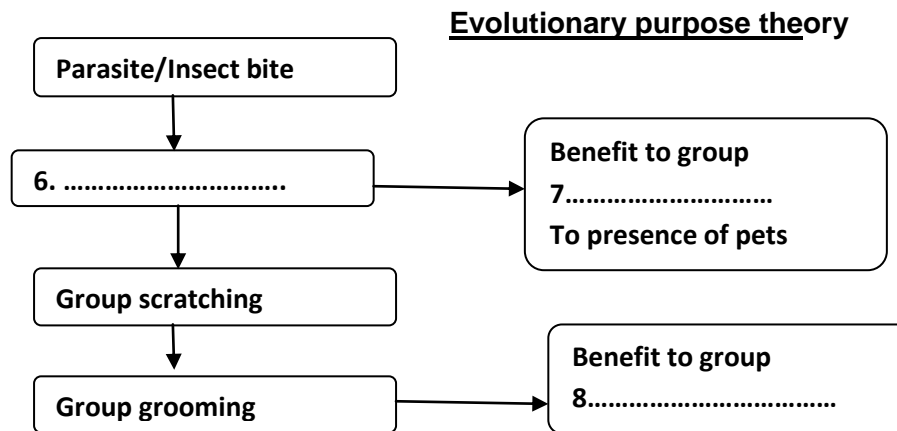 Evolutionary purpose theory
Parasite/Insect bite
6. …………………………..
Benefit to group
7…………………………
To presence of pets
Group scratching
Group grooming
Benefit to group
8………………………………